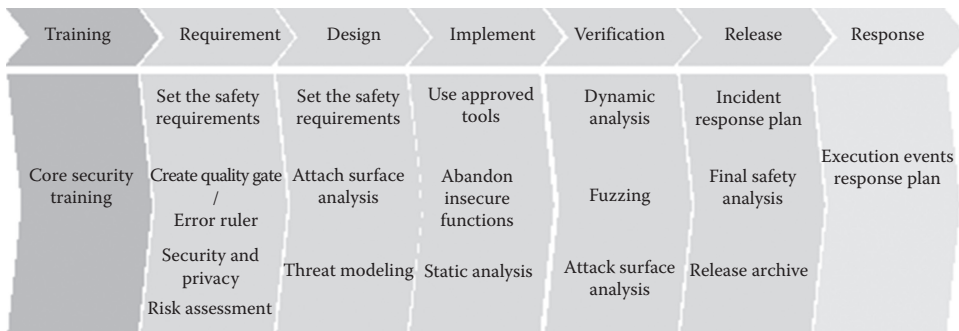 Training
Requirement
Design
Implement
Verification
Release
Response
Core security
training
Set the safety
requirements
Create quality gate
/
Error ruler
Security and
privacy
Risk assessment
Set the safety
requirements
Attach surface
analysis
Threat modeling
Use approved
tools
Abandon
insecure
functions
Static analysis
Dynamic
analysis
Fuzzing
Attack surface
analysis
Incident
response plan
Final safety
analysis
Release archive
Execution events
response plan